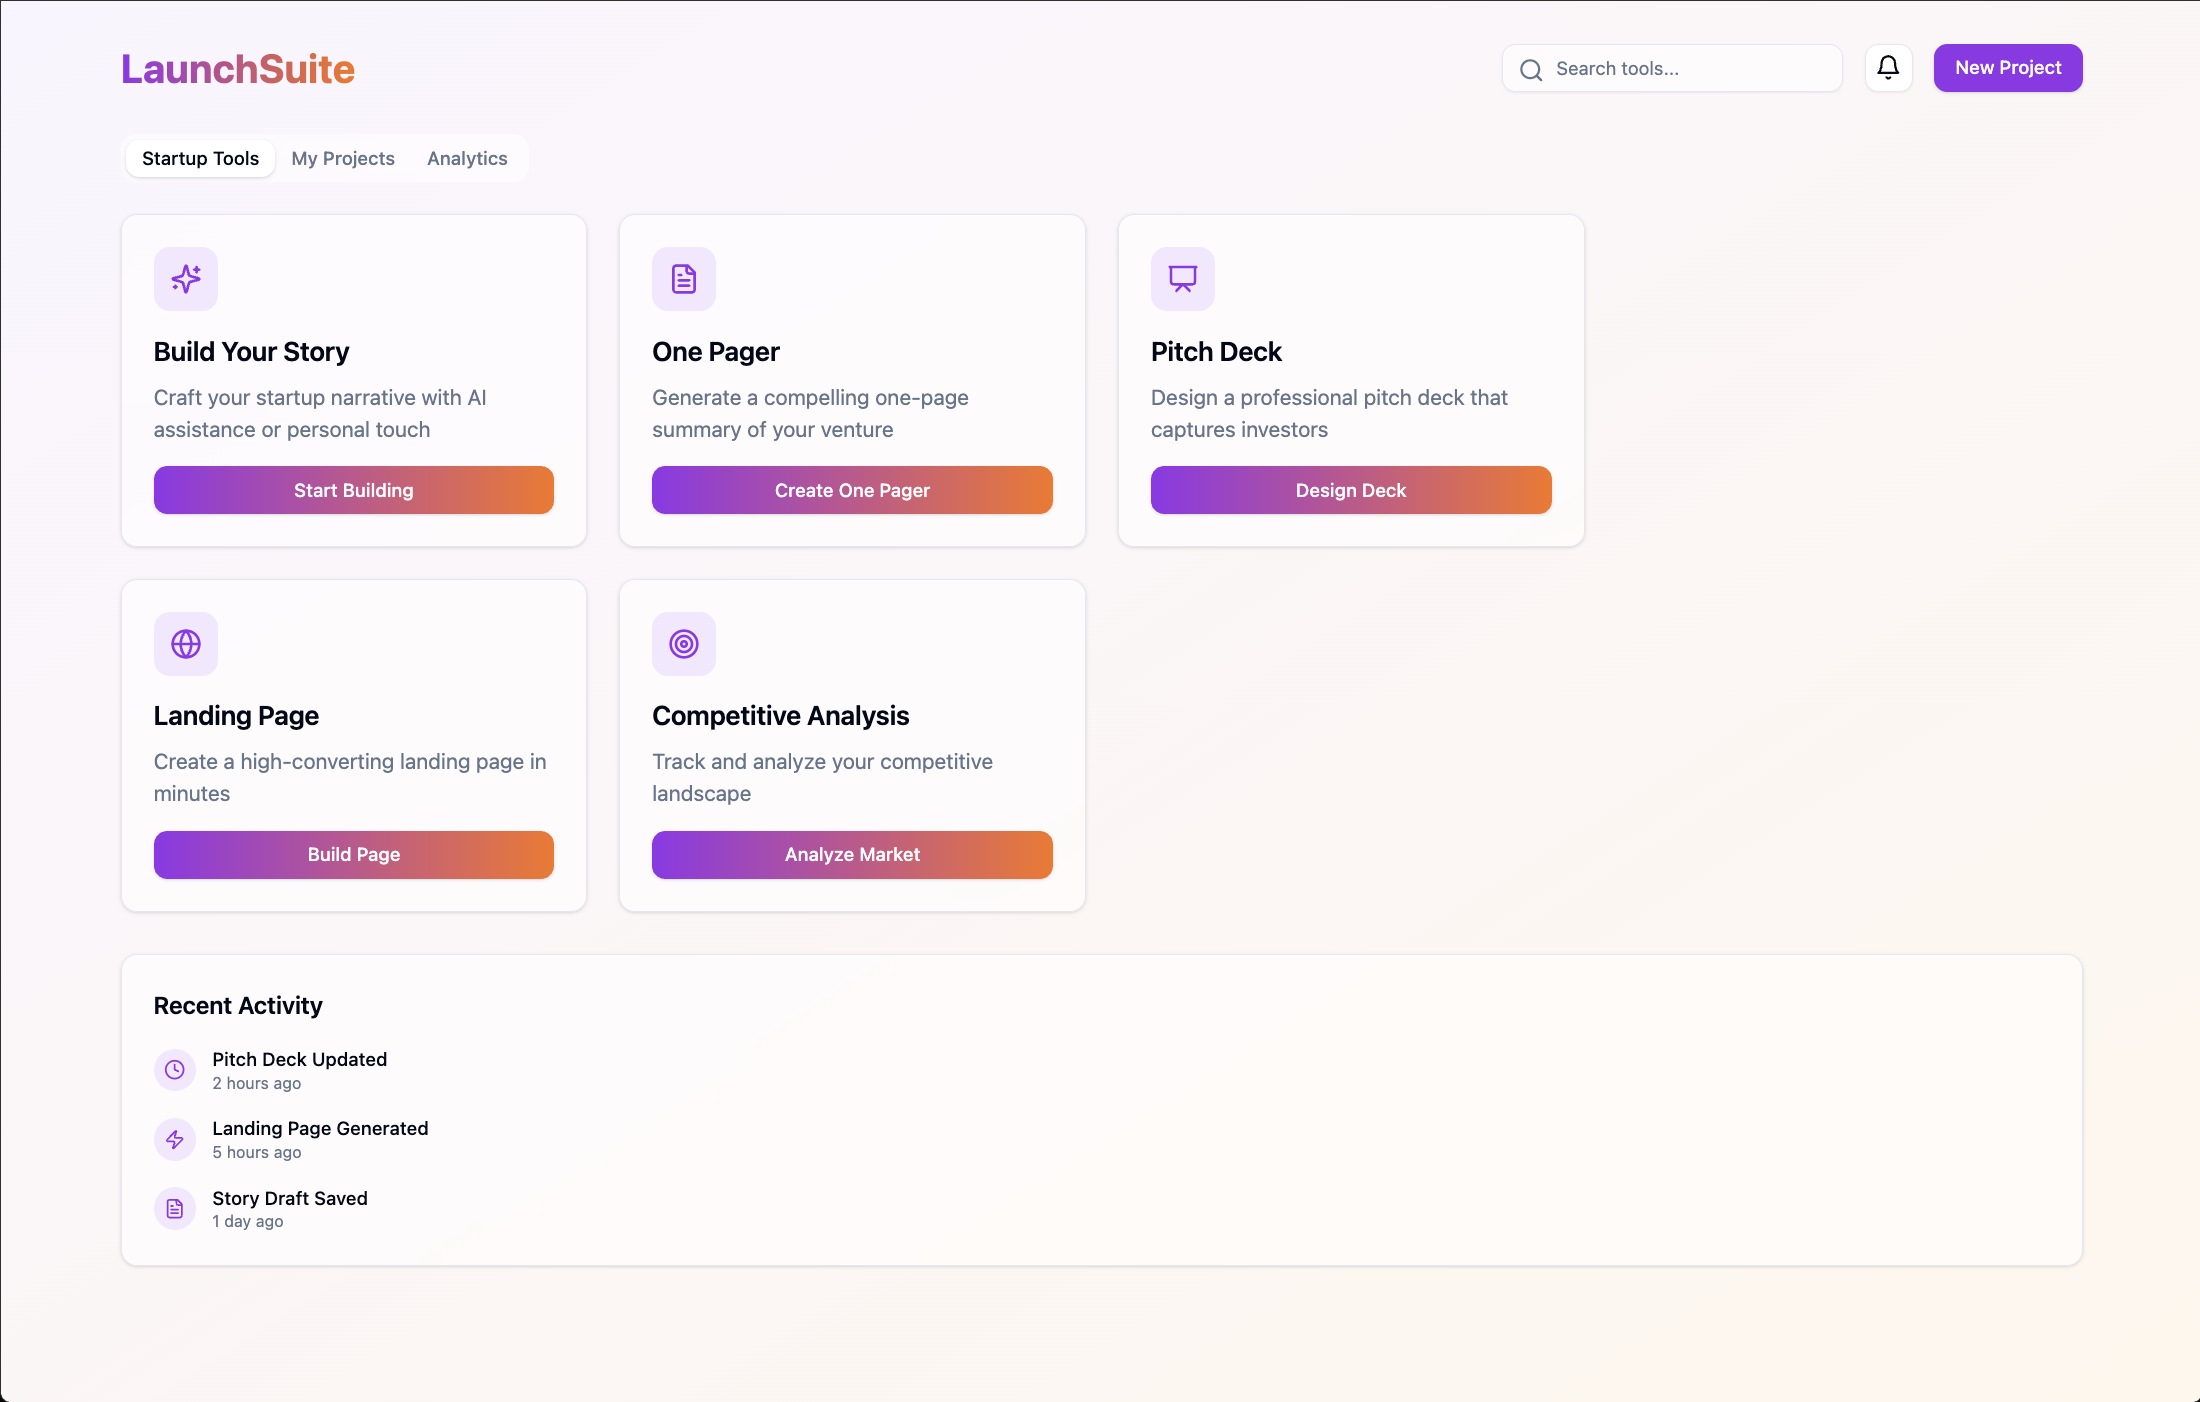 LaunchSuite
Search tools...
New Project
Startup Tools
My Projects
Analytics
Build Your Story
Craft your startup narrative with AI
assistance or personal touch
Start Building
One Pager
Generate a compelling one-page
summary of your venture
Create One Pager
Pitch Deck
Design a professional pitch deck that
captures investors
Design Deck
Landing Page
Create a high-converting landing page in
minutes
Build Page
Competitive Analysis
Track and analyze your competitive
landscape
Analyze Market
Recent Activity
Pitch Deck Updated
2 hours ago
Landing Page Generated
5 hours ago
Story Draft Saved
1 day ago